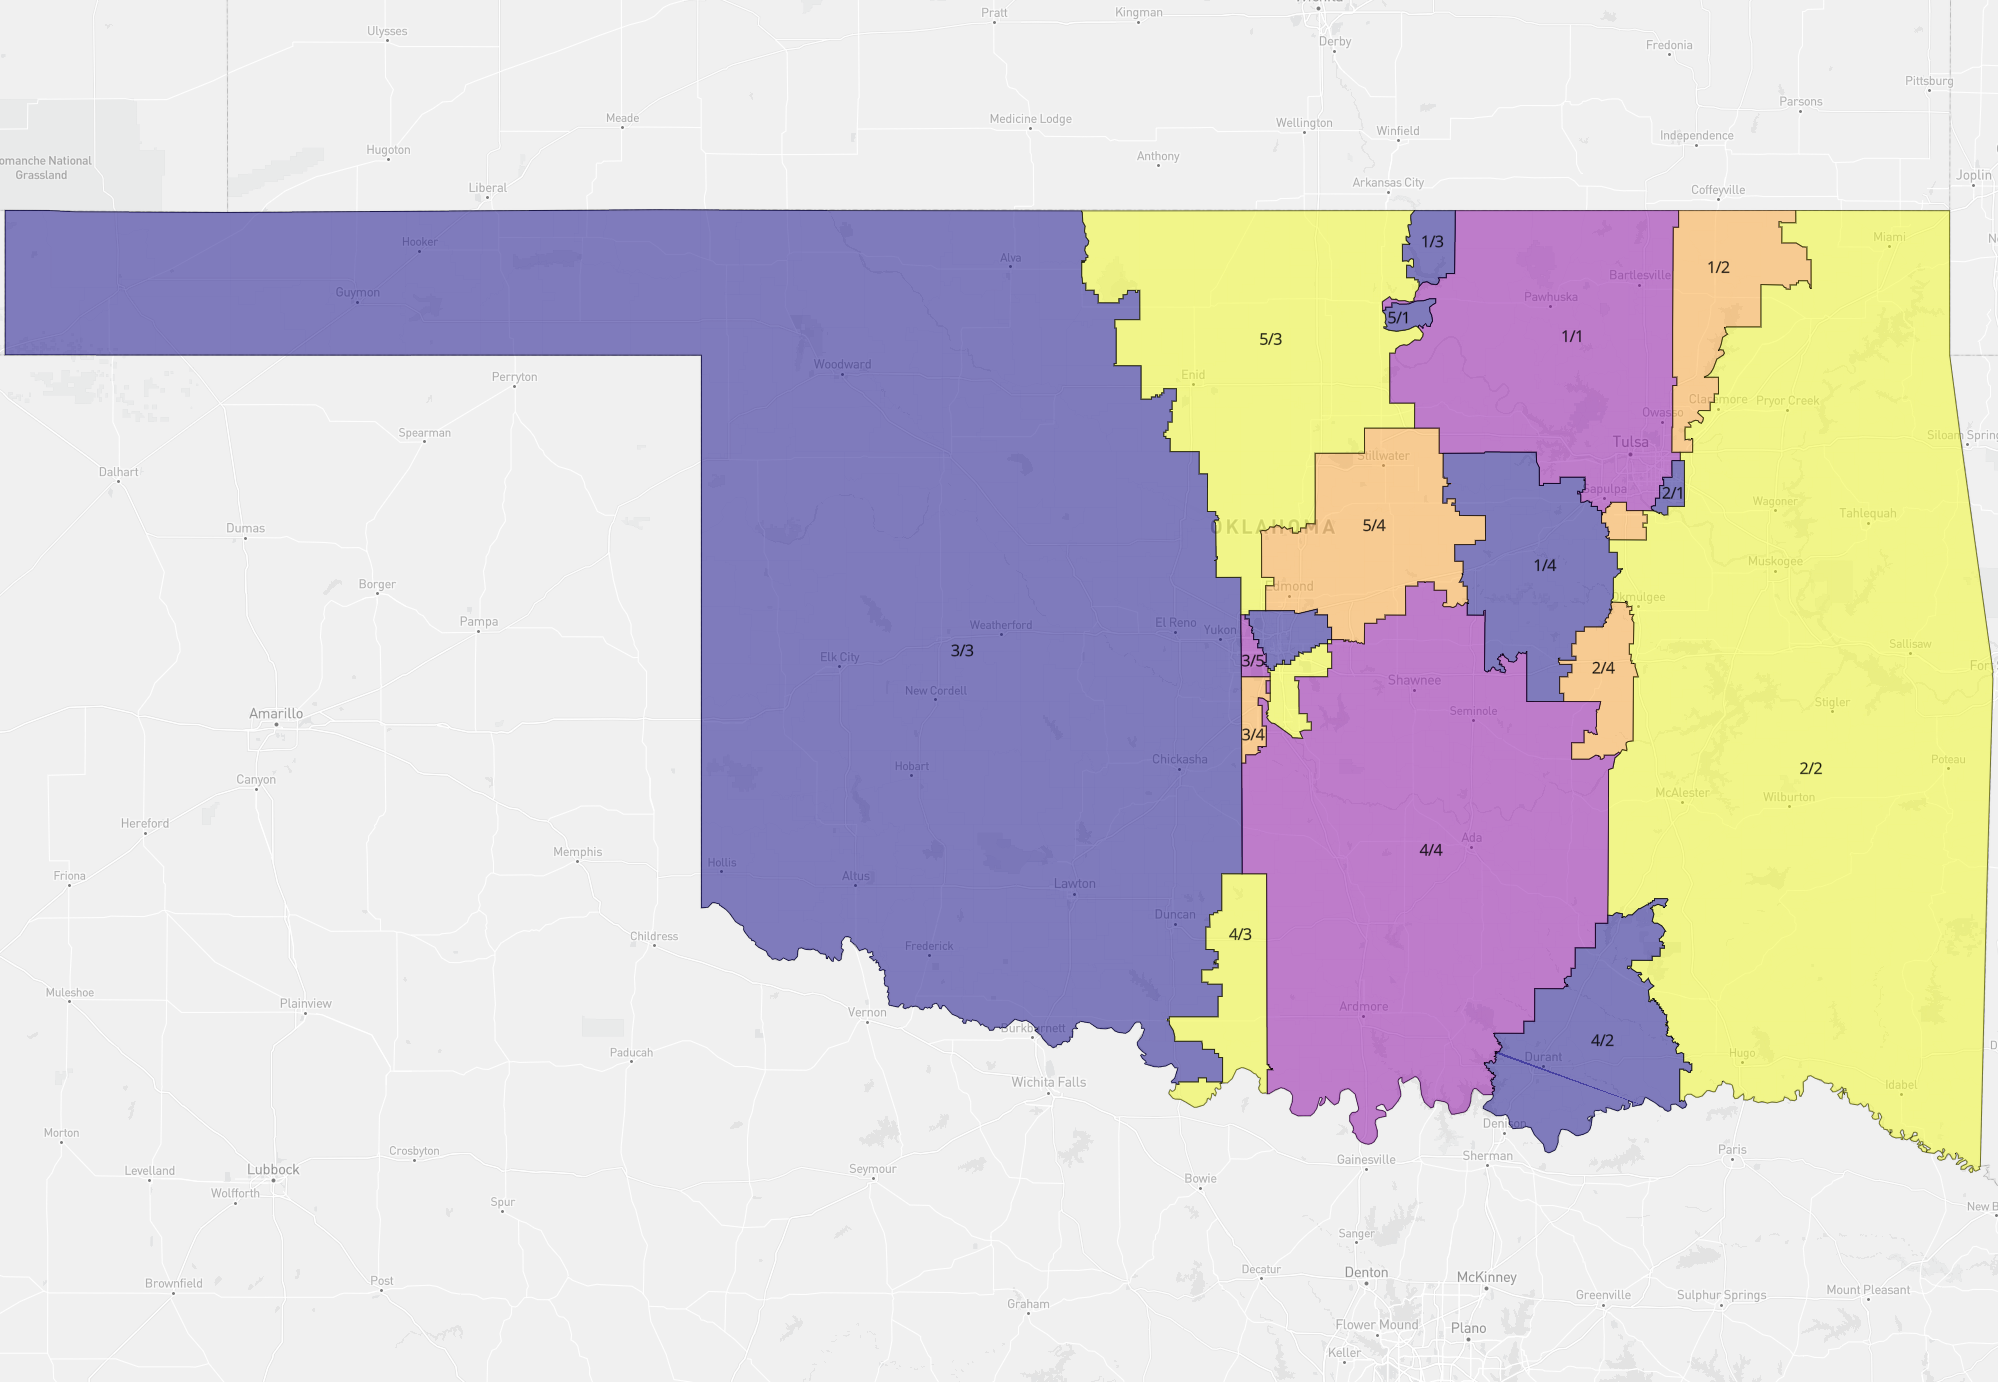 Ulysses
Pratt
Kingman
Derby
Fredonia
Pittsburg
Parsons
Meade
Medicine Lodge
Wellington
Winfield
Independence
Hugoton
Anthony
omanche National
Grassland
Liberal
Arkansas City
Coffeyville
Joplin
Hooker
Alva
1/3
Miami
1/2
Bartlesville
Guymon
Pawhuska
5/1
5/3
1/1
Woodward
Perryton
Enid
Claremore
Pryor Creek
Owasso
Spearman
Tulsa
Siloam Spring
Dalhart
Stillwater
Sapulpa
2/1
Wagoner
Tahlequah
Dumas
OKLAHOMA
5/4
1/4
Muskogee
Borger
Edmond
Okmulgee
Pampa
Weatherford
El Reno
Yukon
Sallisaw
3/3
Elk City
3/5
2/4
Fort
New Cordell
Shawnee
Amarillo
Seminole
Stigler
3/4
Canyon
Hobart
Chickasha
2/2
Poteau
McAlester
Wilburton
Hereford
Ada
Memphis
Hollis
4/4
Friona
Altus
Lawton
Duncan
4/3
Childress
Frederick
Muleshoe
Plainview
Vernon
Ardmore
Burkburnett
4/2
Durant
Hugo
Paducah
Wichita Falls
Idabel
Morton
Denison
Crosbyton
Gainesville
Sherman
Paris
Levelland
Lubbock
Seymour
Bowie
Wolfforth
Spur
New B
Sanger
Brownfield
Post
Decatur
Denton
McKinney
Greenville
Sulphur Springs
Mount Pleasant
Graham
Flower Mound
Plano
Keller